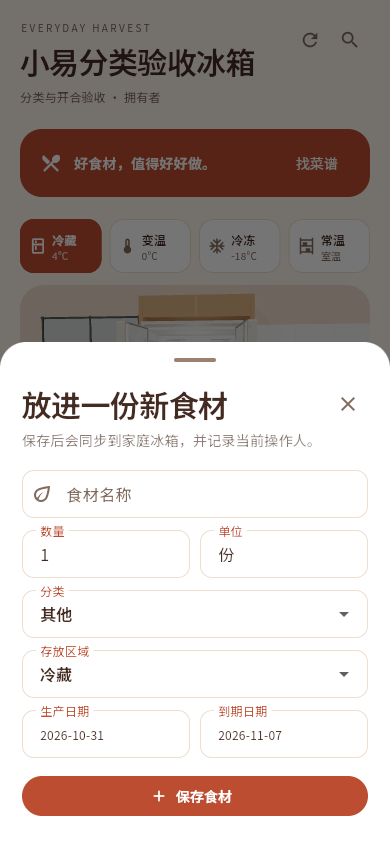 EVERYDAY HARVEST
小易分类验收冰箱
分类与开合验收 · 拥有者
好食材，值得好好做。 找菜谱
冷藏 变温 冷冻 常温
4°C 0°C -18°C 室温
放进一份新食材
保存后会同步到家庭冰箱，并记录当前操作人。
食材名称
数量 单位
1 份
分类
其他
存放区域
冷藏
生产日期 到期日期
2026-10-31 2026-11-07
保存食材